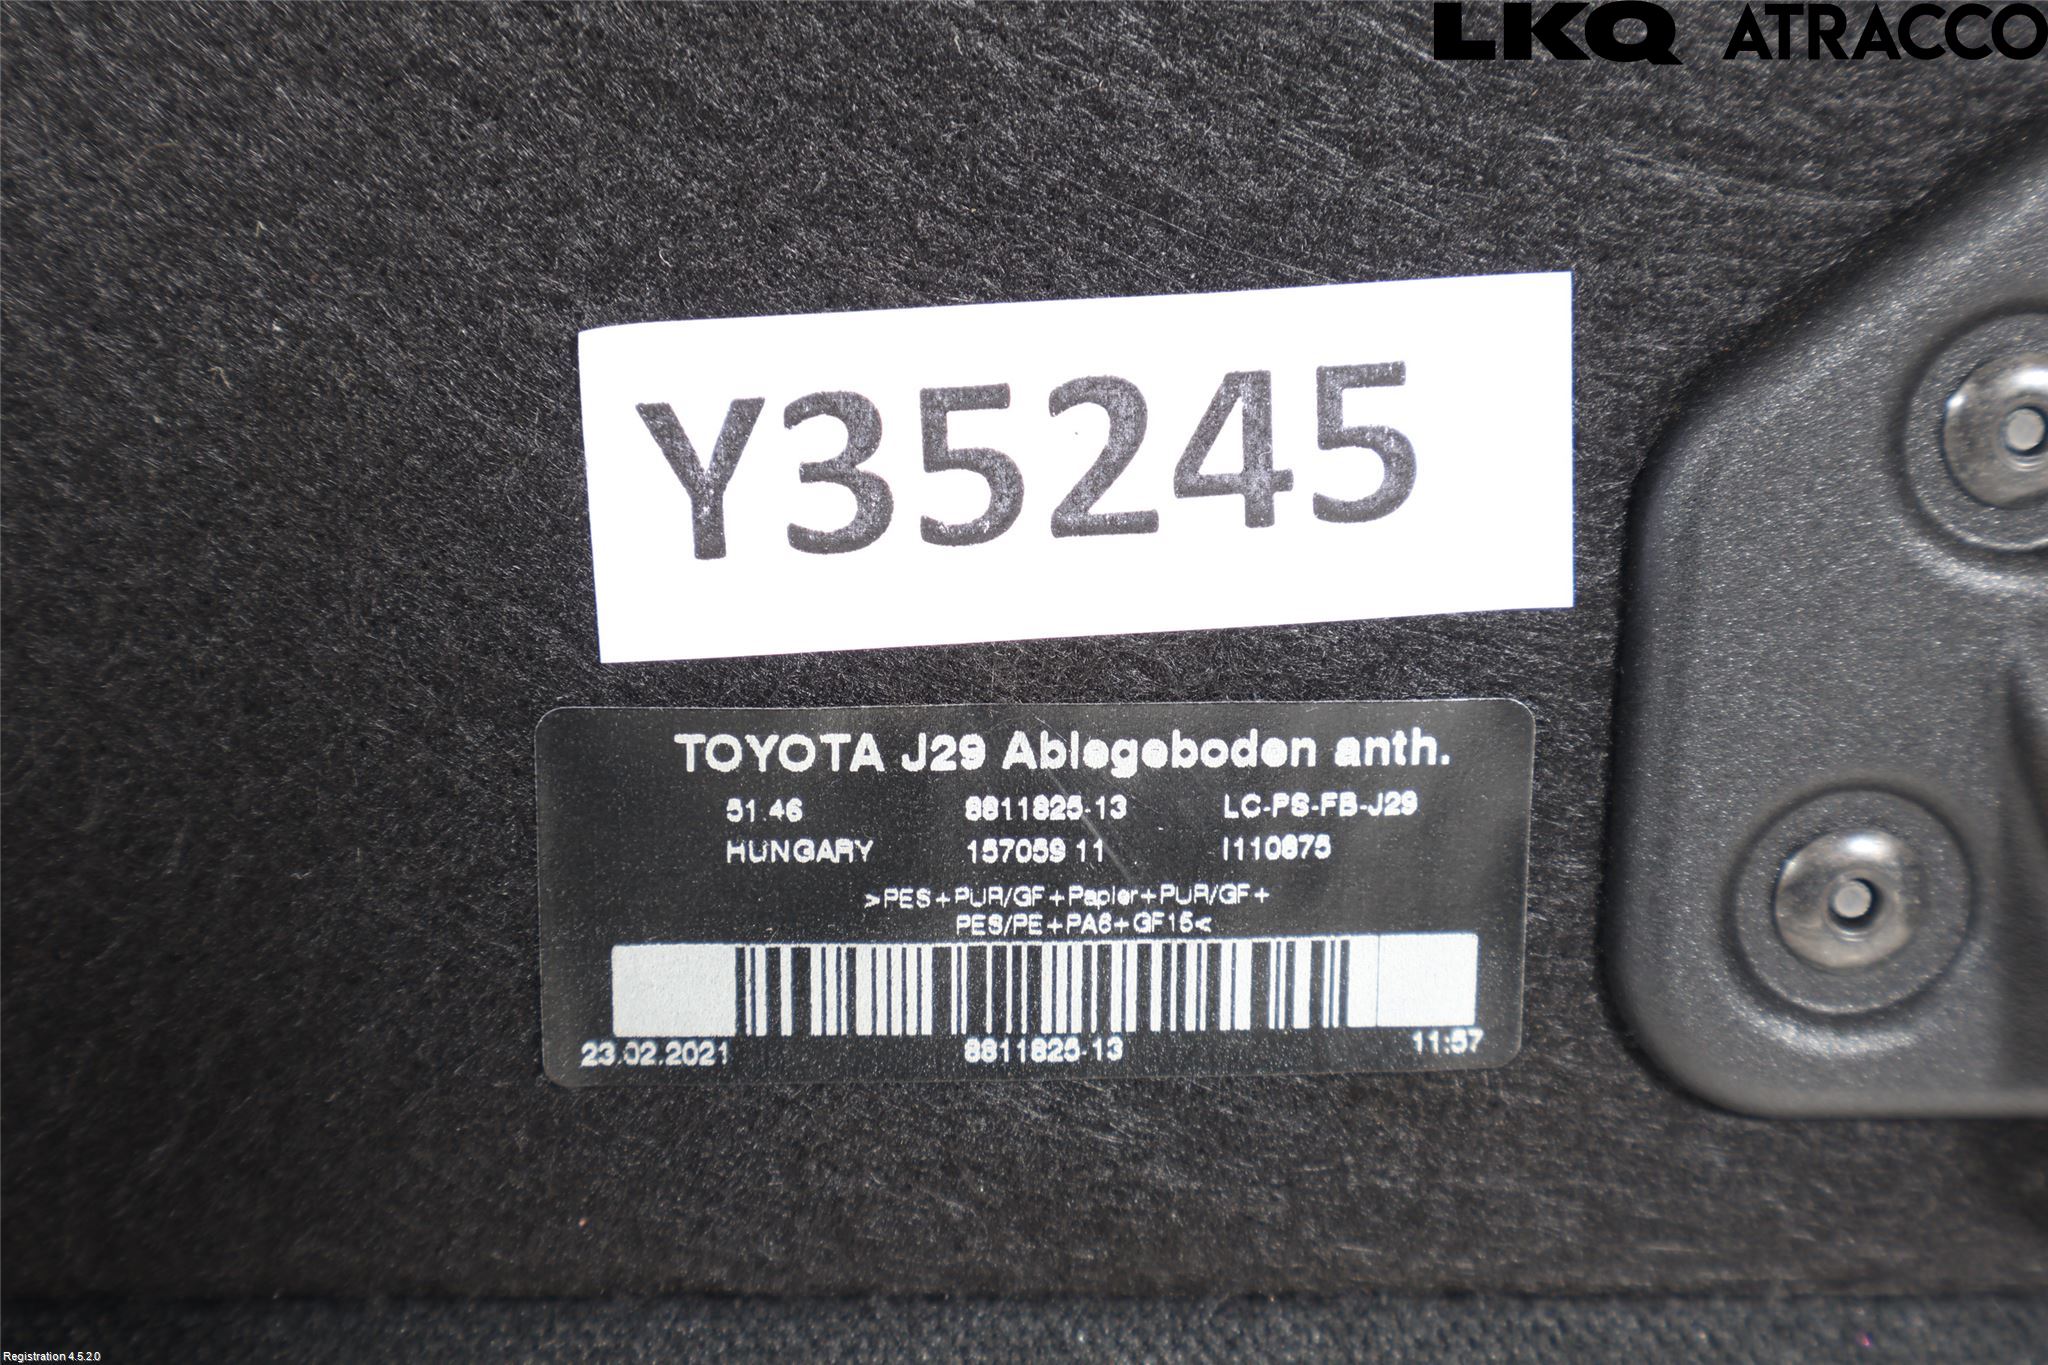 LKQ ATRACCO
Y35245
TOYOTA J29 Ablegeboden anth.
51.46 8811825-13 LC-PS-FB-J29
HUNGARY 157059 11 I110875
>PES+PUR/GF+Papier+PUR/GF+
PES/PE+PA6+GF15<
23.02.2021 8811825-13 11:57
Registration 4.5.2.0